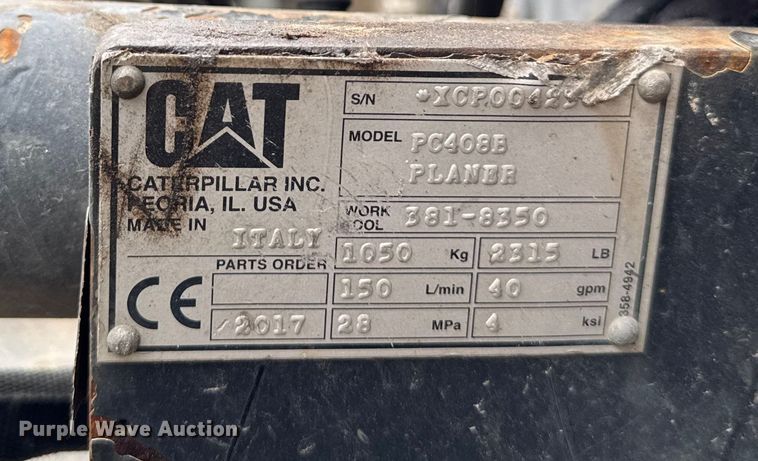 CAT
CATERPILLAR INC.
PEORIA, IL. USA
MADE IN ITALY
S/N
MODEL PC408B
PLANER
WORK TOOL 381-8350
1050 Kg 2315 LB
PARTS ORDER
150 L/min 40 gpm
CE
2017 28 MPa 4 ksi
358-4942
Purple Wave Auction